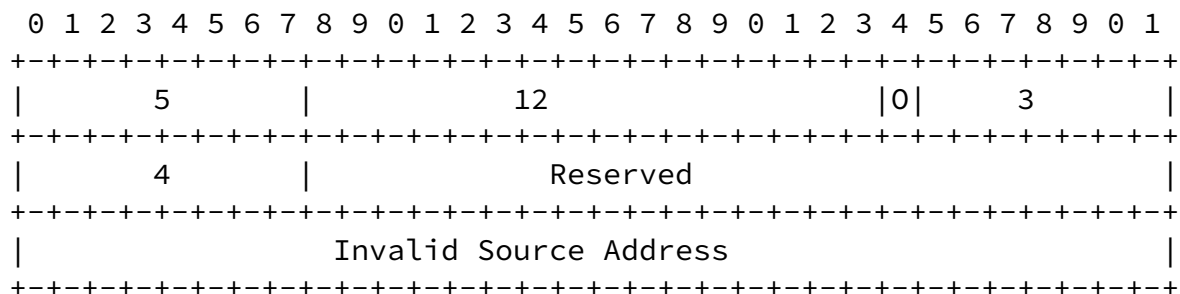 0 1 2 3 4 5 6 7 8 9 0 1 2 3 4 5 6 7 8 9 0 1 2 3 4 5 6 7 8 9 0 1
+-+-+-+-+-+-+-+-+-+-+-+-+-+-+-+-+-+-+-+-+-+-+-+-+-+-+-+-+-+-+-+-+
|       5       |           12                  |O|     3       |
+-+-+-+-+-+-+-+-+-+-+-+-+-+-+-+-+-+-+-+-+-+-+-+-+-+-+-+-+-+-+-+-+
|       4       |             Reserved                          |
+-+-+-+-+-+-+-+-+-+-+-+-+-+-+-+-+-+-+-+-+-+-+-+-+-+-+-+-+-+-+-+-+
|                 Invalid Source Address                        |
+-+-+-+-+-+-+-+-+-+-+-+-+-+-+-+-+-+-+-+-+-+-+-+-+-+-+-+-+-+-+-+-+